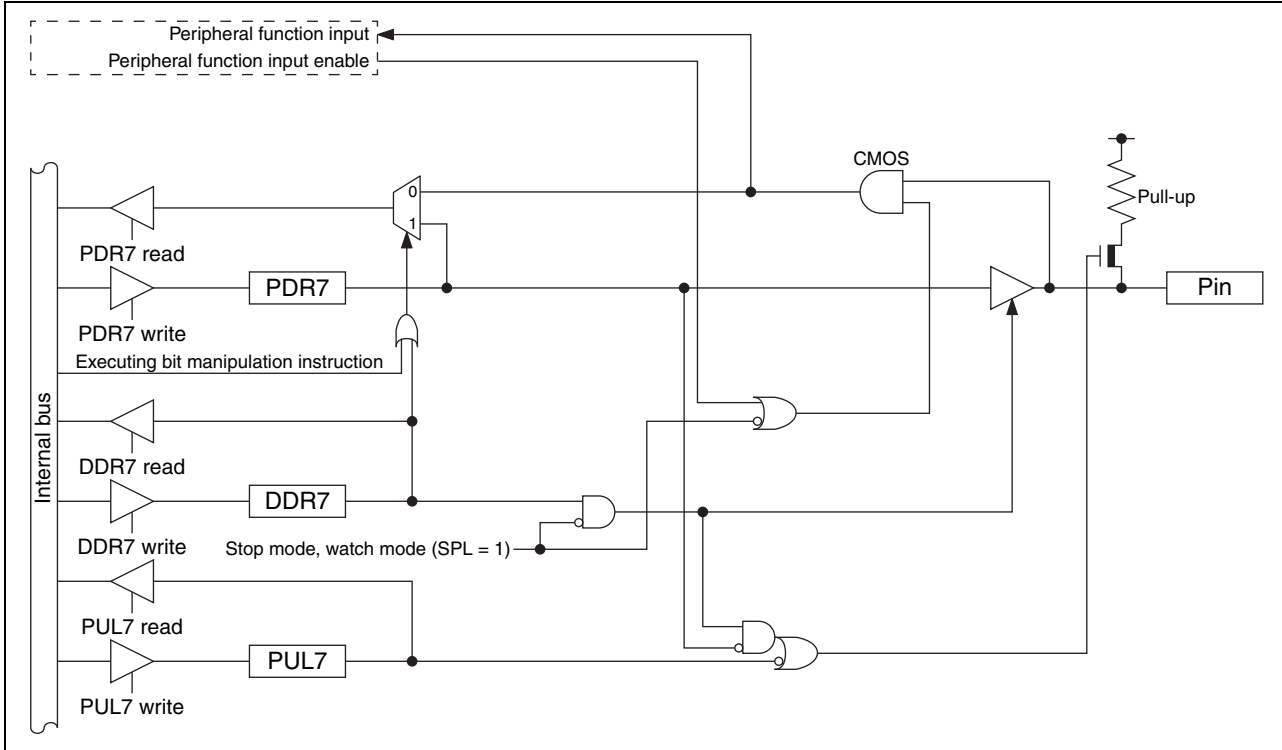 Peripheral function input
Peripheral function input enable
CMOS
0
Pull-up
1
PDR7 read
PDR7
Pin
PDR7 write
Executing bit manipulation instruction
Internal bus
DDR7 read
DDR7
DDR7 write
Stop mode, watch mode (SPL = 1)
PUL7 read
PUL7
PUL7 write